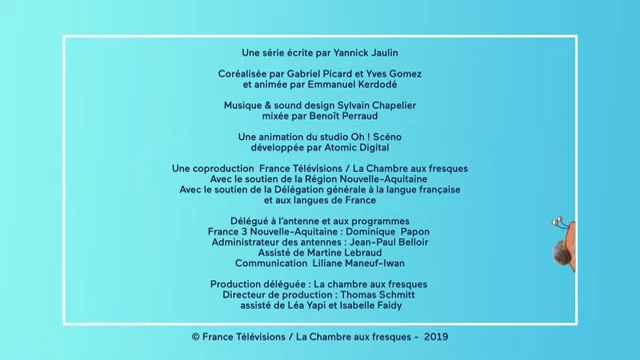 Une série écrite par Yannick Jaulin
Coréalisée par Gabriel Picard et Yves Gomez
et animée par Emmanuel Kerdodé
Musique & sound design Sylvain Chapelier
mixée par Benoît Perraud
Une animation du studio Oh ! Scéno
développée par Atomic Digital
Une coproduction France Télévisions / La Chambre aux fresques
Avec le soutien de la Région Nouvelle-Aquitaine
Avec le soutien de la Délégation générale à la langue française
et aux langues de France
Délégué à l'antenne et aux programmes
France 3 Nouvelle-Aquitaine : Dominique Papon
Administrateur des antennes : Jean-Paul Belloir
Assisté de Martine Lebraud
Communication Liliane Maneuf-Iwan
Production déléguée : La chambre aux fresques
Directeur de production : Thomas Schmitt
assisté de Léa Yapi et Isabelle Faidy
© France Télévisions / La Chambre aux fresques - 2019